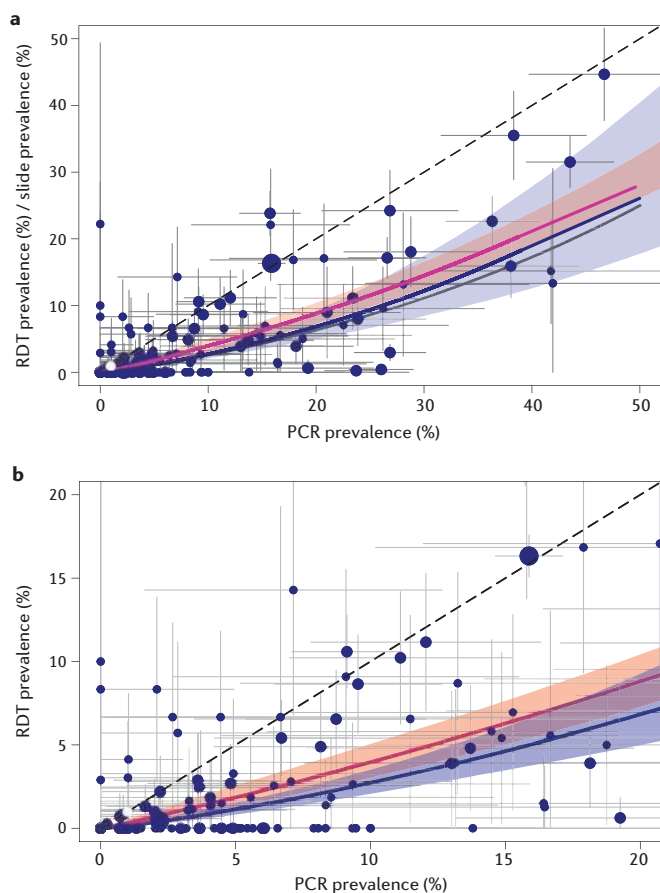 a
50
40
30
20
10
0
RDT prevalence (%) / slide prevalence (%)
0 10 20 30 40 50
PCR prevalence (%)
b
20
15
10
5
0
RDT prevalence (%)
0 5 10 15 20
PCR prevalence (%)